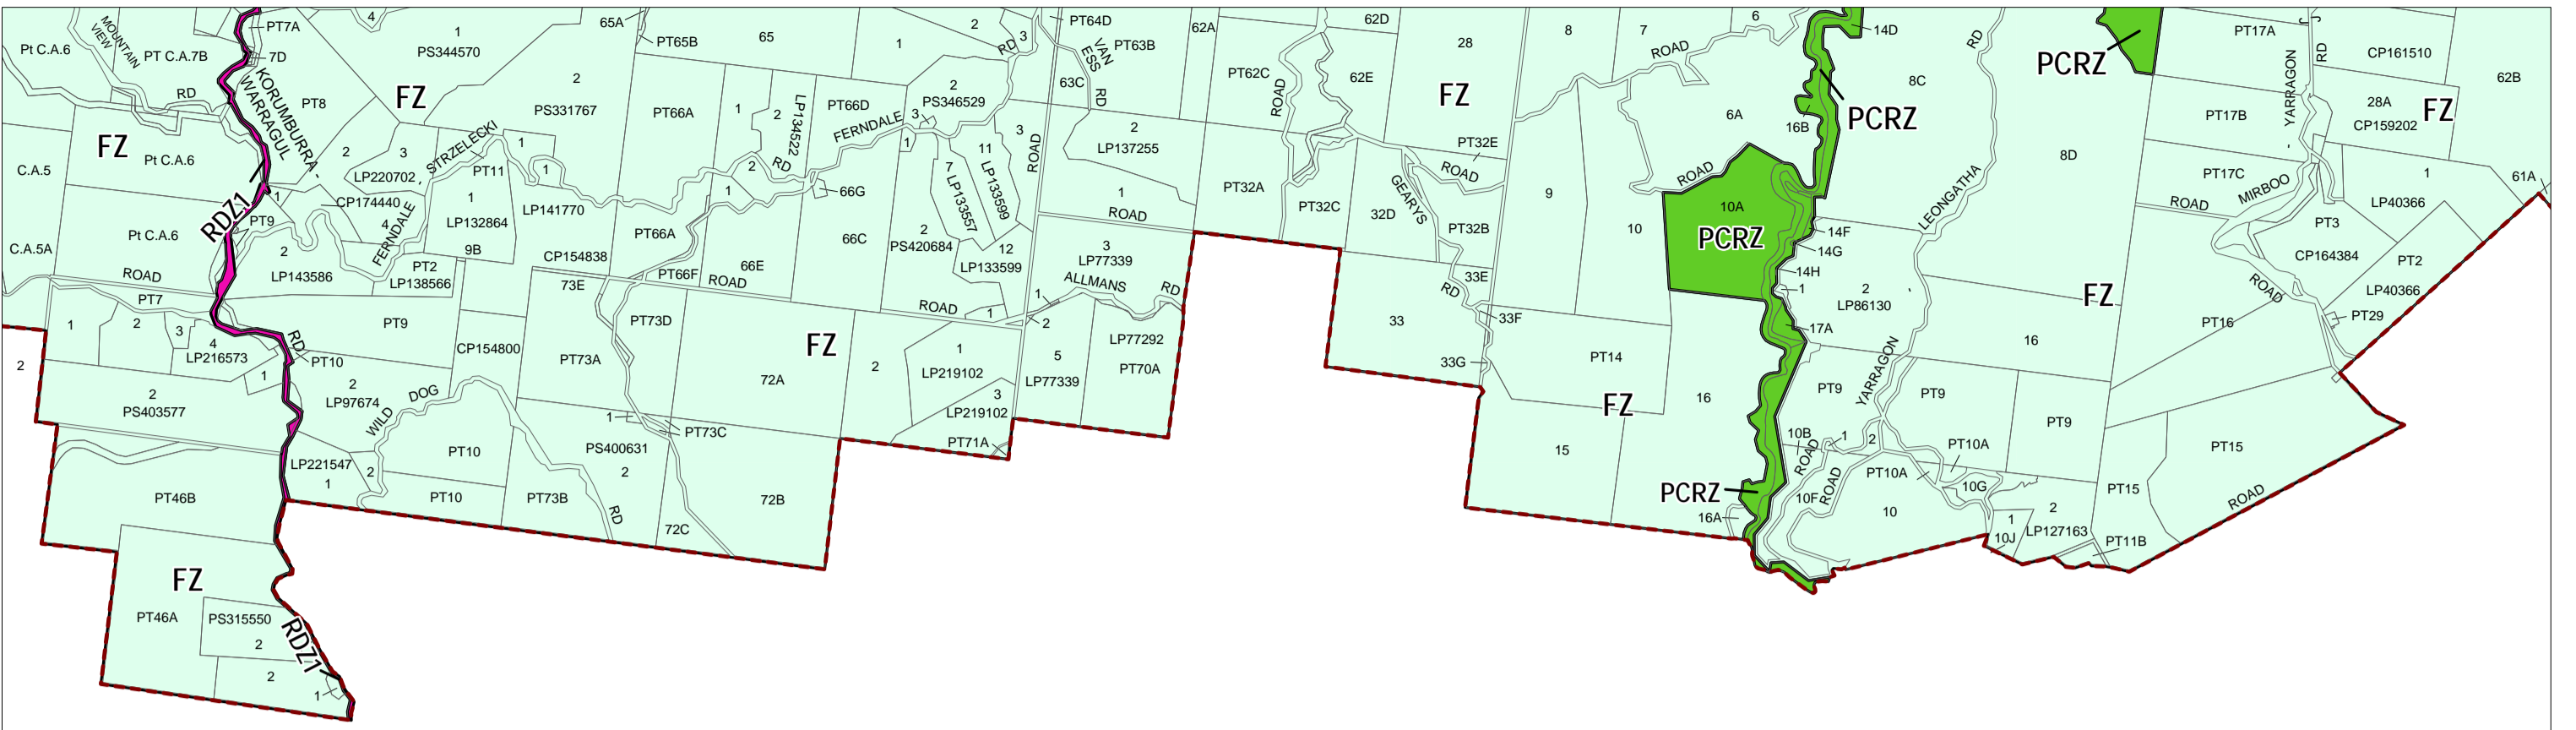 Pt C.A.6
MOUNTAIN
VIEW
RD
PT C.A.7B
PT7A
7D
KORUMBURRA -
WARRAGUL
RD
PT8
4
1
PS344570
FZ
2
PS331767
65A
PT65B
65
1
2
RD
3
PT64D
VAN
ESS
RD
PT63B
63C
62A
PT62C
ROAD
62D
62E
28
FZ
8
7
ROAD
6
14D
6A
16B
PCRZ
8C
RD
PCRZ
PT17A
YARRAGON
-
MIRBOO
RD
CP161510
62B
28A
CP159202
FZ
PT17B
PT17C
61A
FZ
C.A.5
Pt C.A.6
2
3
LP220702
FERNDALE
-
STRZELECKI
PT11
1
1
1
LP132864
9B
LP141770
PT66A
1
2
LP134522
PT66D
FERNDALE
RD
2
PS346529
3
1
2
1
66G
7
LP133557
11
LP133599
3
ROAD
2
LP137255
1
ROAD
PT32A
PT32C
32D
GEARYS
RD
PT32E
ROAD
PT32B
9
10
ROAD
10A
PCRZ
14F
14G
14H
1
2
LP86130
LEONGATHA
-
YARRAGON
8D
ROAD
1
LP40366
PT3
CP164384
PT2
LP40366
C.A.5A
Pt C.A.6
RDZ1
1
PT9
CP174440
4
2
LP143586
PT2
LP138566
CP154838
PT66A
PT66F
66E
ROAD
66C
2
PS420684
12
LP133599
3
LP77339
ALLMANS
RD
1
2
1
ROAD
ROAD
PT7
1
2
3
4
LP216573
1
PT10
PT9
73E
CP154800
PT73A
PT73D
FZ
72A
2
1
LP219102
3
LP219102
5
LP77339
LP77292
PT70A
PT71A
33E
33F
33G
33
PT14
FZ
17A
16
FZ
PT16
ROAD
PT29
2
2
PS403577
2
LP97674
WILD
DOG
RD
1
PT73C
PS400631
2
16
PT9
PT9
PT9
15
10B
1
2
ROAD
ROAD
PT10A
PT10A
10G
10F
PT15
PT15
ROAD
PT46B
LP221547
1
2
PT10
PT10
PT73B
72C
72B
PCRZ
16A
10
1
10J
2
LP127163
PT11B
FZ
PT46A
PS315550
2
RDZ1
2
1